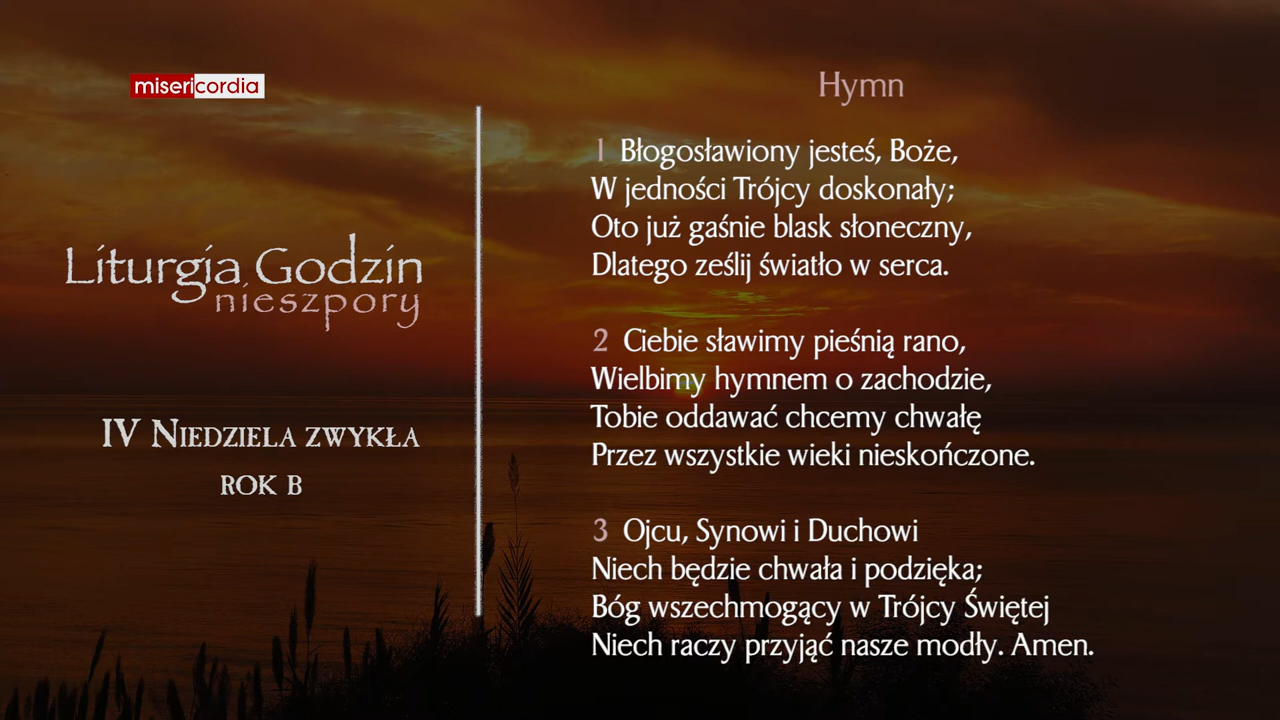 misericordia
Liturgia Godzin
nieszpory
IV Niedziela zwykła
rok B
Hymn
1 Błogosławiony jesteś, Boże,
W jedności Trójcy doskonały;
Oto już gaśnie blask słoneczny,
Dlatego ześlij światło w serca.
2 Ciebie sławimy pieśnią rano,
Wielbimy hymnem o zachodzie,
Tobie oddawać chcemy chwałę
Przez wszystkie wieki nieskończone.
3 Ojcu, Synowi i Duchowi
Niech będzie chwała i podzięka;
Bóg wszechmogący w Trójcy Świętej
Niech raczy przyjąć nasze modły. Amen.